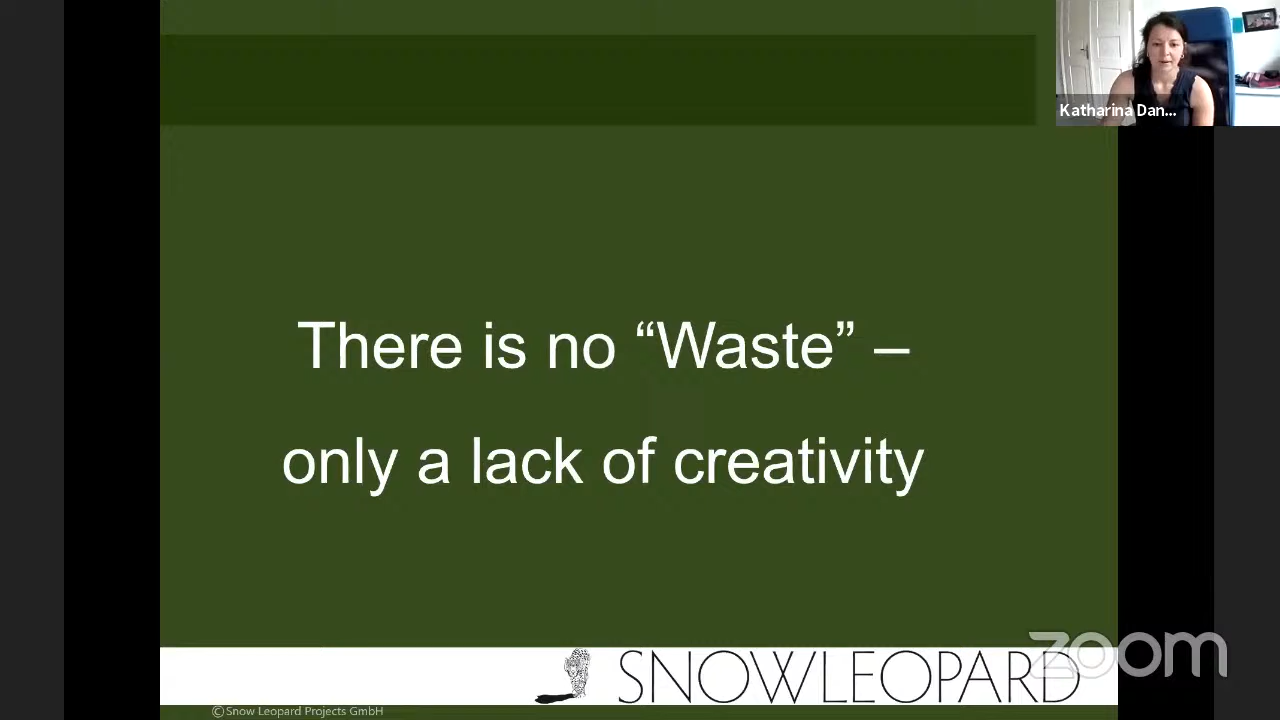 Katharina Dan...
There is no “Waste” –
only a lack of creativity
SNOWLEOPARD
zoom
©Snow Leopard Projects GmbH